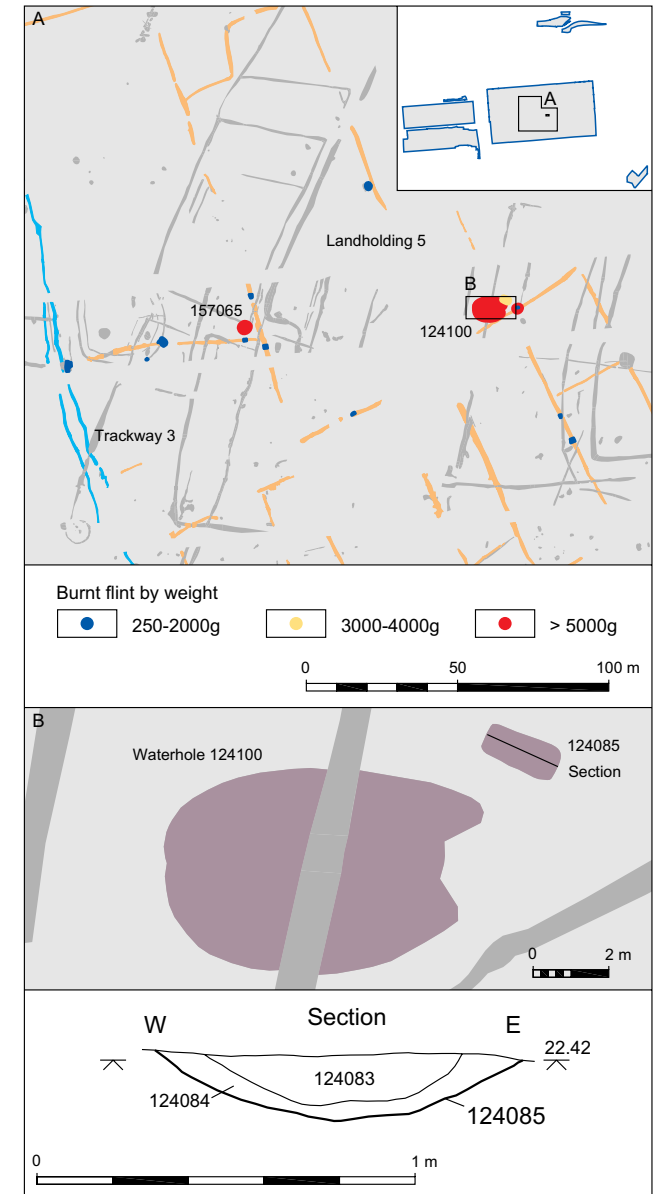 A
A
Landholding 5
B
157065
124100
Trackway 3
Burnt flint by weight
250-2000g 3000-4000g > 5000g
0 50 100 m
B
Waterhole 124100
124085
Section
0 2 m
Section
W E
22.42
124083
124084
124085
0 1 m